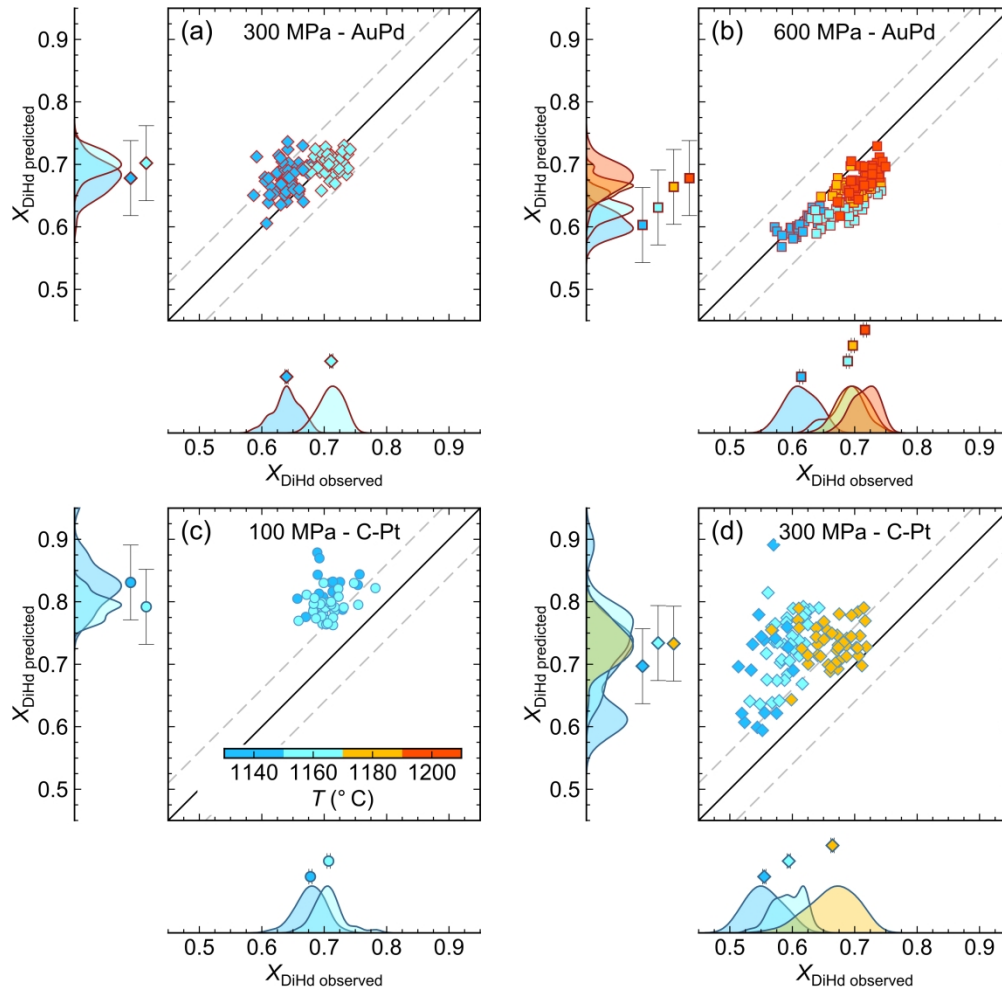 (a) 300 MPa - AuPd
0.9
0.8
0.7
0.6
0.5
XDiHd predicted
0.5 0.6 0.7 0.8 0.9
XDiHd observed
(b) 600 MPa - AuPd
0.9
0.8
0.7
0.6
0.5
XDiHd predicted
0.5 0.6 0.7 0.8 0.9
XDiHd observed
(c) 100 MPa - C-Pt
0.9
0.8
0.7
0.6
0.5
XDiHd predicted
1140 1160 1180 1200
T (° C)
0.5 0.6 0.7 0.8 0.9
XDiHd observed
(d) 300 MPa - C-Pt
0.9
0.8
0.7
0.6
0.5
XDiHd predicted
0.5 0.6 0.7 0.8 0.9
XDiHd observed